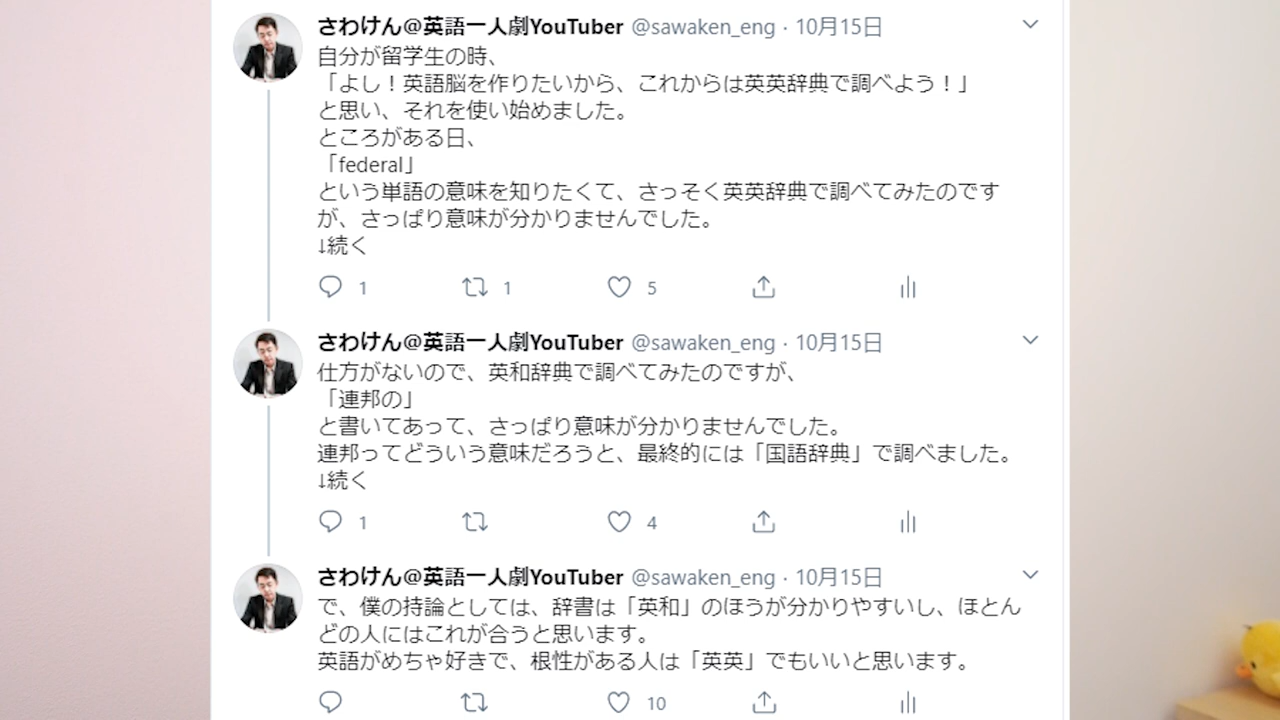 さわけん@英語一人劇YouTuber @sawaken_eng · 10月15日
自分が留学生の時、
「よし！英語脳を作りたいから、これからは英英辞典で調べよう！」
と思い、それを使い始めました。
ところがある日、
「federal」
という単語の意味を知りたくて、さっそく英英辞典で調べてみたのです
が、さっぱり意味が分かりませんでした。
↓続く
1 1 5
さわけん@英語一人劇YouTuber @sawaken_eng · 10月15日
仕方がないので、英和辞典で調べてみたのですが、
「連邦の」
と書いてあって、さっぱり意味が分かりませんでした。
連邦ってどういう意味だろうと、最終的には「国語辞典」で調べました。
↓続く
1 4
さわけん@英語一人劇YouTuber @sawaken_eng · 10月15日
で、僕の持論としては、辞書は「英和」のほうが分かりやすいし、ほとん
どの人にはこれが合うと思います。
英語がめちゃ好きで、根性がある人は「英英」でもいいと思います。
10